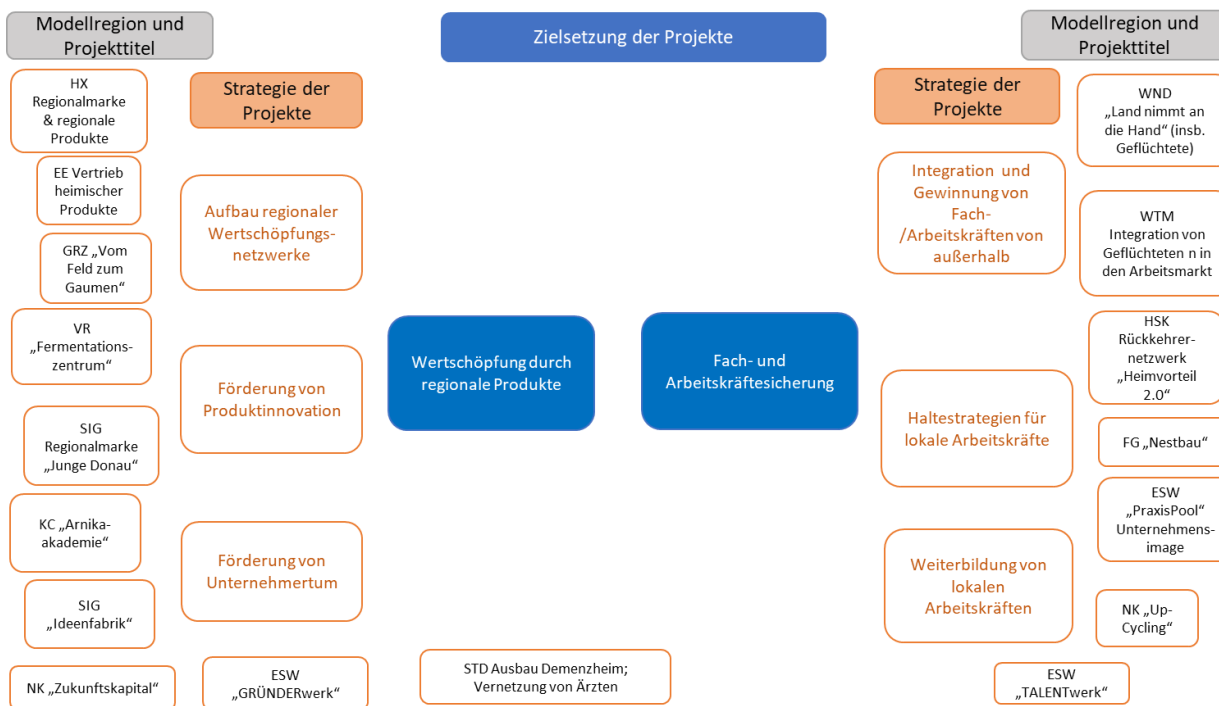 Modellregion und
Projekttitel
HX
Regionalmarke
& regionale
Produkte
EE Vertrieb
heimischer
Produkte
GRZ „Vom
Feld zum
Gaumen“
VR
„Fermentations-
zentrum“
SIG
Regionalmarke
„Junge Donau“
KC „Arnika-
akademie“
SIG
„Ideenfabrik“
NK „Zukunftskapital“
Strategie der
Projekte
Aufbau regionaler
Wertschöpfungs-
netzwerke
Förderung von
Produktinnovation
Förderung von
Unternehmertum
ESW
„GRÜNDERwerk“
Zielsetzung der Projekte
Wertschöpfung durch
regionale Produkte
Fach- und
Arbeitskräftesicherung
STD Ausbau Demenzheim;
Vernetzung von Ärzten
Strategie der
Projekte
Integration und
Gewinnung von
Fach-
/Arbeitskräften von
außerhalb
Haltestrategien für
lokale Arbeitskräfte
Weiterbildung von
lokalen
Arbeitskräften
Modellregion und
Projekttitel
WND
„Land nimmt an
die Hand“ (insb.
Geflüchtete)
WTM
Integration von
Geflüchteten n in
den Arbeitsmarkt
HSK
Rückkehrer-
netzwerk
„Heimvorteil
2.0“
FG „Nestbau“
ESW
„PraxisPool“
Unternehmens-
image
NK „Up-
Cycling“
ESW
„TALENTwerk“